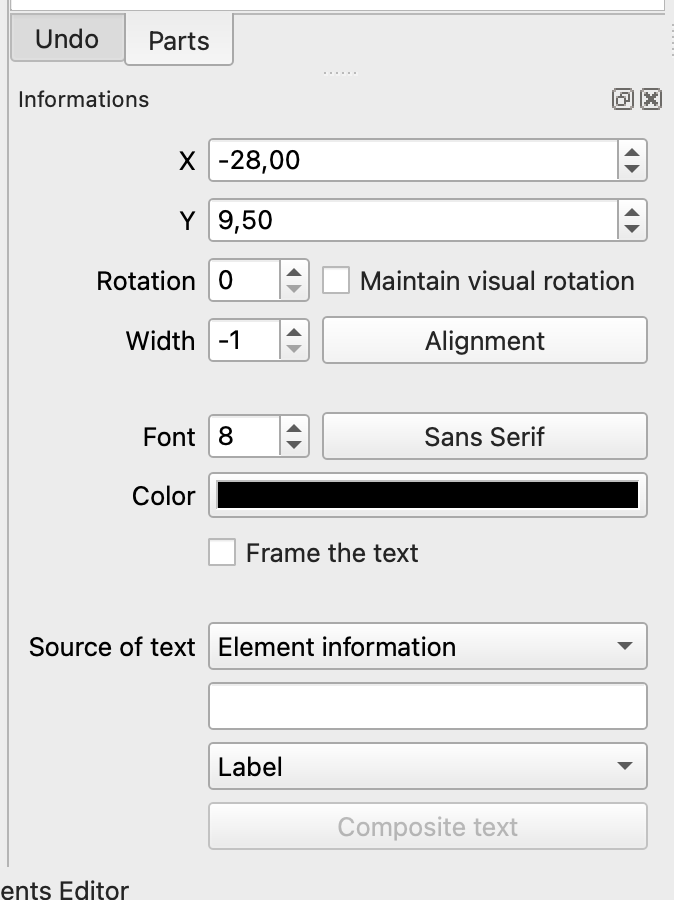 Undo Parts
Informations
X -28,00
Y 9,50
Rotation 0 Maintain visual rotation
Width -1 Alignment
Font 8 Sans Serif
Color
Frame the text
Source of text Element information
Label
Composite text
ents Editor